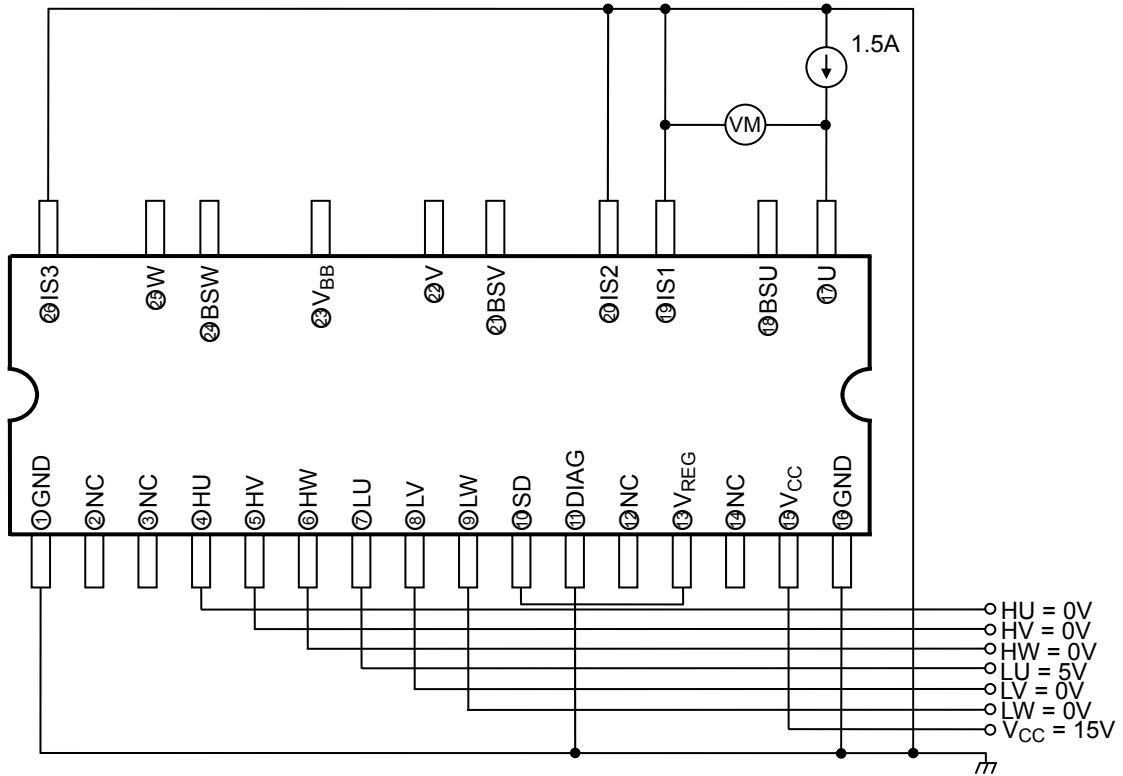 1.5A
VM
㉖IS3
㉕W
㉔BSW
㉓VBB
㉒V
㉑BSV
⑳IS2
⑲IS1
⑱BSU
⑰U
①GND
②NC
③NC
④HU
⑤HV
⑥HW
⑦LU
⑧LV
⑨LW
⑩SD
⑪DIAG
⑫NC
⑬VREG
⑭NC
⑮VCC
⑯GND
HU = 0V
HV = 0V
HW = 0V
LU = 5V
LV = 0V
LW = 0V
VCC = 15V